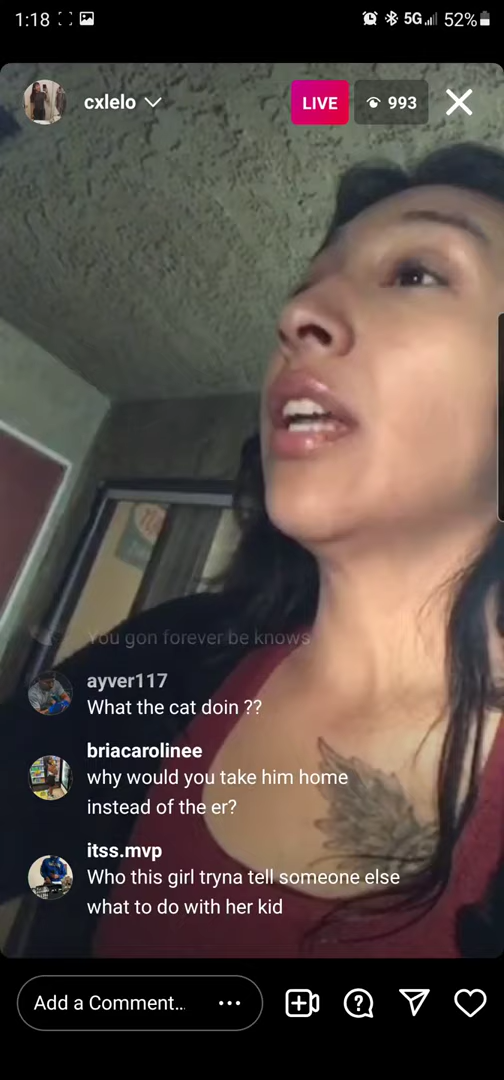 1:18 5G 52%
cxlelo LIVE 993
You gon forever be knows
ayver117
What the cat doin ??
briacarolinee
why would you take him home
instead of the er?
itss.mvp
Who this girl tryna tell someone else
what to do with her kid
Add a Comment...